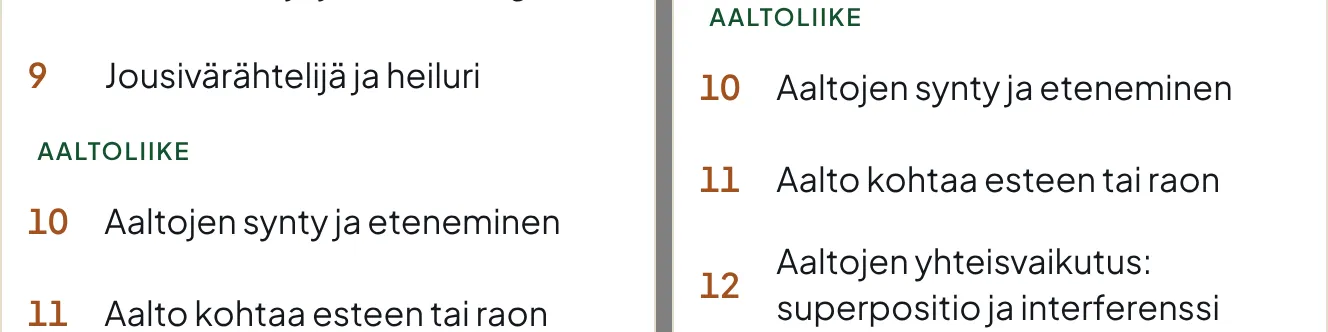 9 Jousivärähtelijä ja heiluri
AALTOLIIKE
10 Aaltojen synty ja eteneminen
11 Aalto kohtaa esteen tai raon
AALTOLIIKE
10 Aaltojen synty ja eteneminen
11 Aalto kohtaa esteen tai raon
12 Aaltojen yhteisvaikutus:
superpositio ja interferenssi